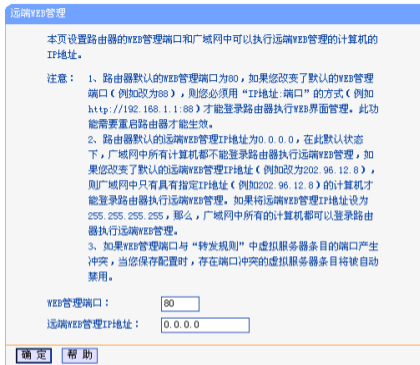 远端WEB管理
本页设置路由器的WEB管理端口和广域网中可以执行远端WEB管理的计算机的
IP地址。
注意： 1、路由器默认的WEB管理端口为80，如果您改变了默认的WEB管理
端口（例如改为88），则您必须用“IP地址:端口”的方式（例如
http://192.168.1.1:88）才能登录路由器执行WEB界面管理。此功
能需要重启路由器才能生效。
2、路由器默认的远端WEB管理IP地址为0.0.0.0，在此默认状态
下，广域网中所有计算机都不能登录路由器执行远端WEB管理，如
果您改变了默认的远端WEB管理IP地址（例如改为202.96.12.8），
则广域网中只有具有指定IP地址（例如202.96.12.8）的计算机才
能登录路由器执行远端WEB管理。如果将远端WEB管理IP地址设为
255.255.255.255，那么，广域网中所有的计算机都可以登录路由
器执行远端WEB管理。
3、如果WEB管理端口与“转发规则”中虚拟服务器条目的端口产生
冲突，当您保存配置时，存在端口冲突的虚拟服务器条目将被自动
禁用。
WEB管理端口： 80
远端WEB管理IP地址： 0.0.0.0
确 定 帮 助